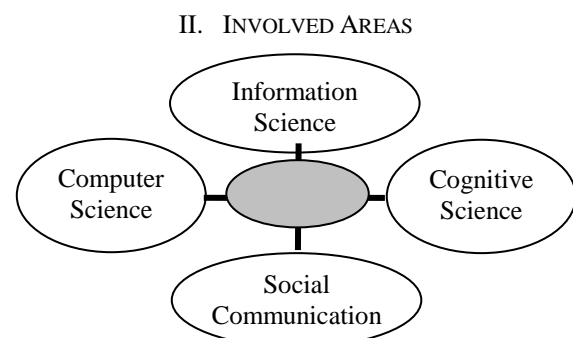 II. INVOLVED AREAS
Information
Science
Computer
Science
Cognitive
Science
Social
Communication